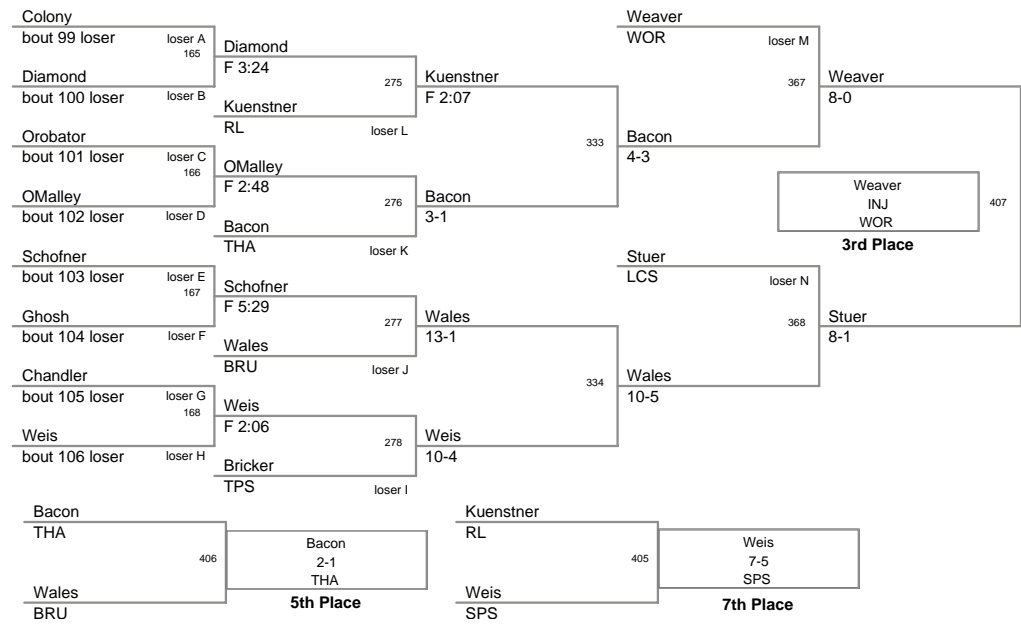 Colony
bout 99 loser
loser A
165
Diamond
bout 100 loser
loser B
Orobator
bout 101 loser
loser C
166
OMalley
bout 102 loser
loser D
Schofner
bout 103 loser
loser E
167
Ghosh
bout 104 loser
loser F
Chandler
bout 105 loser
loser G
168
Weis
bout 106 loser
loser H
Diamond
F 3:24
275
Kuenstner
RL
loser L
OMalley
F 2:48
276
Bacon
THA
loser K
Schofner
F 5:29
277
Wales
BRU
loser J
Weis
F 2:06
278
Bricker
TPS
loser I
Kuenstner
F 2:07
333
Bacon
3-1
Wales
13-1
334
Weis
10-4
Weaver
WOR
loser M
367
Bacon
4-3
Stuer
LCS
loser N
368
Wales
10-5
Weaver
8-0
Weaver
INJ
WOR
407
3rd Place
Stuer
8-1
Bacon
THA
406
Wales
BRU
Bacon
2-1
THA
5th Place
Kuenstner
RL
405
Weis
SPS
Weis
7-5
SPS
7th Place